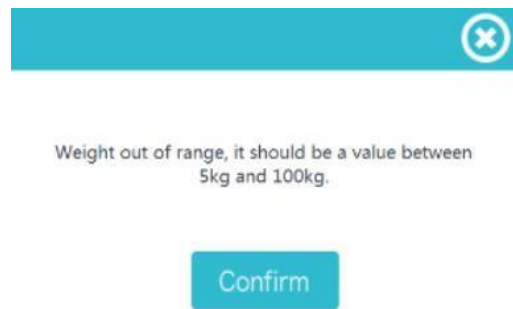 Weight out of range, it should be a value between
5kg and 100kg.
Confirm